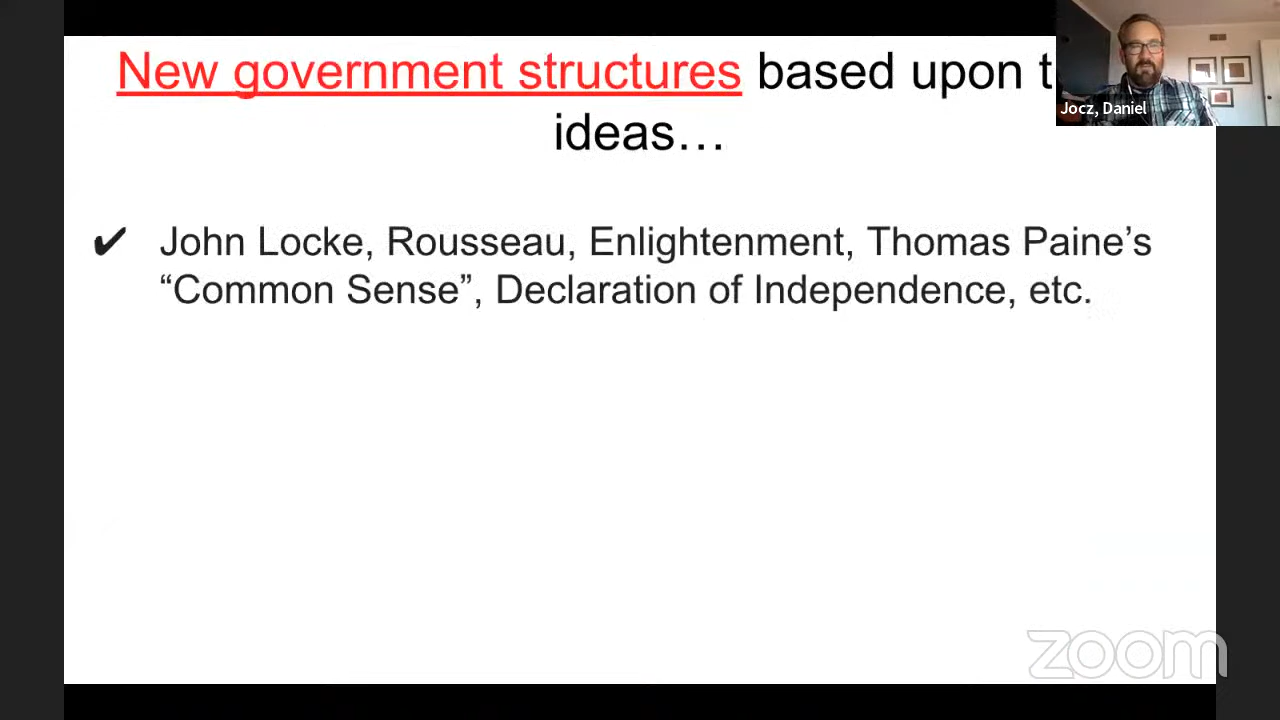 New government structures based upon t
ideas…
Jocz, Daniel
✔ John Locke, Rousseau, Enlightenment, Thomas Paine’s
“Common Sense”, Declaration of Independence, etc.
zoom